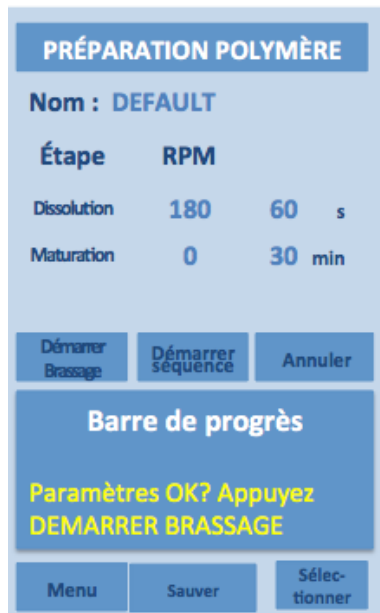 PRÉPARATION POLYMÈRE
Nom : DEFAULT
Étape RPM
Dissolution 180 60 s
Maturation 0 30 min
Démarrer
Brassage
Démarrer
séquence
Annuler
Barre de progrès
Paramètres OK? Appuyez
DEMARRER BRASSAGE
Menu
Sauver
Sélec-
tionner